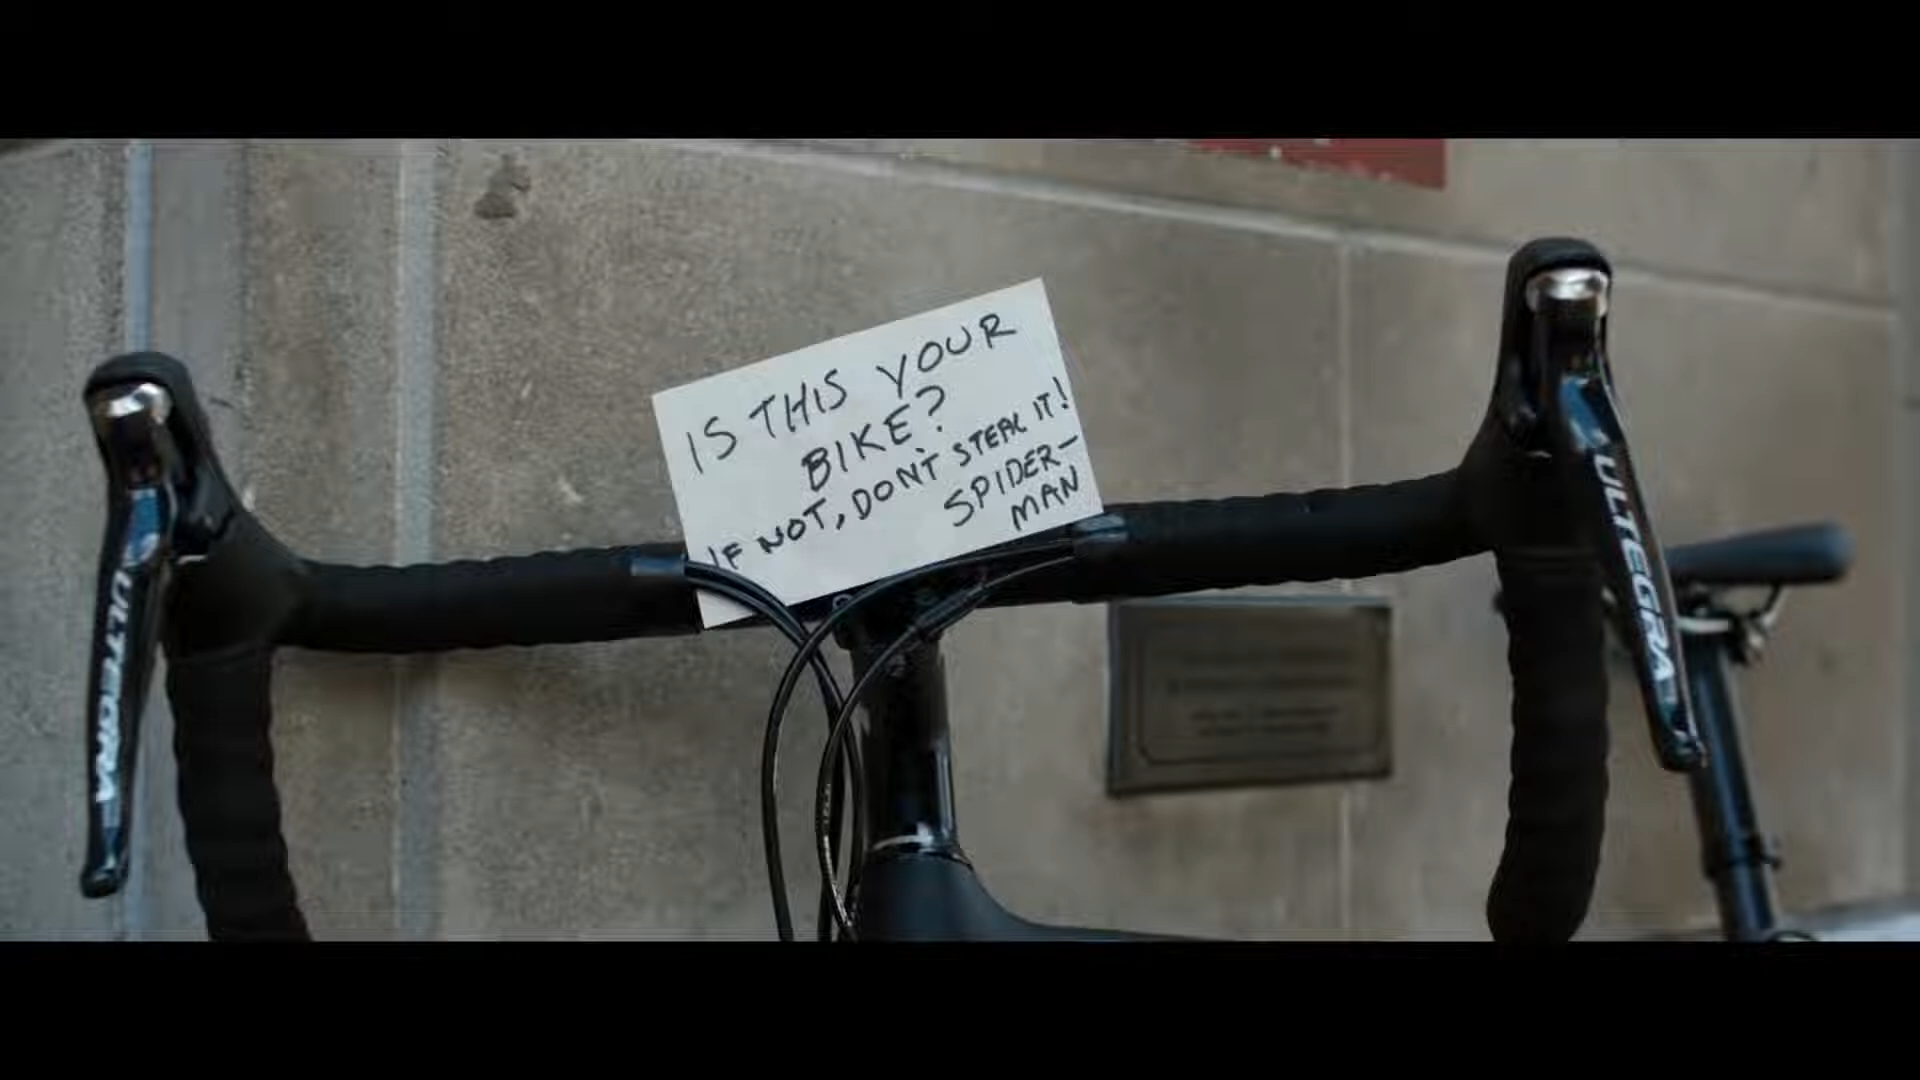 IS THIS YOUR
BIKE?
IF NOT, DON'T STEAL IT!
SPIDER-
MAN
ULTEGRA
ULTEGRA